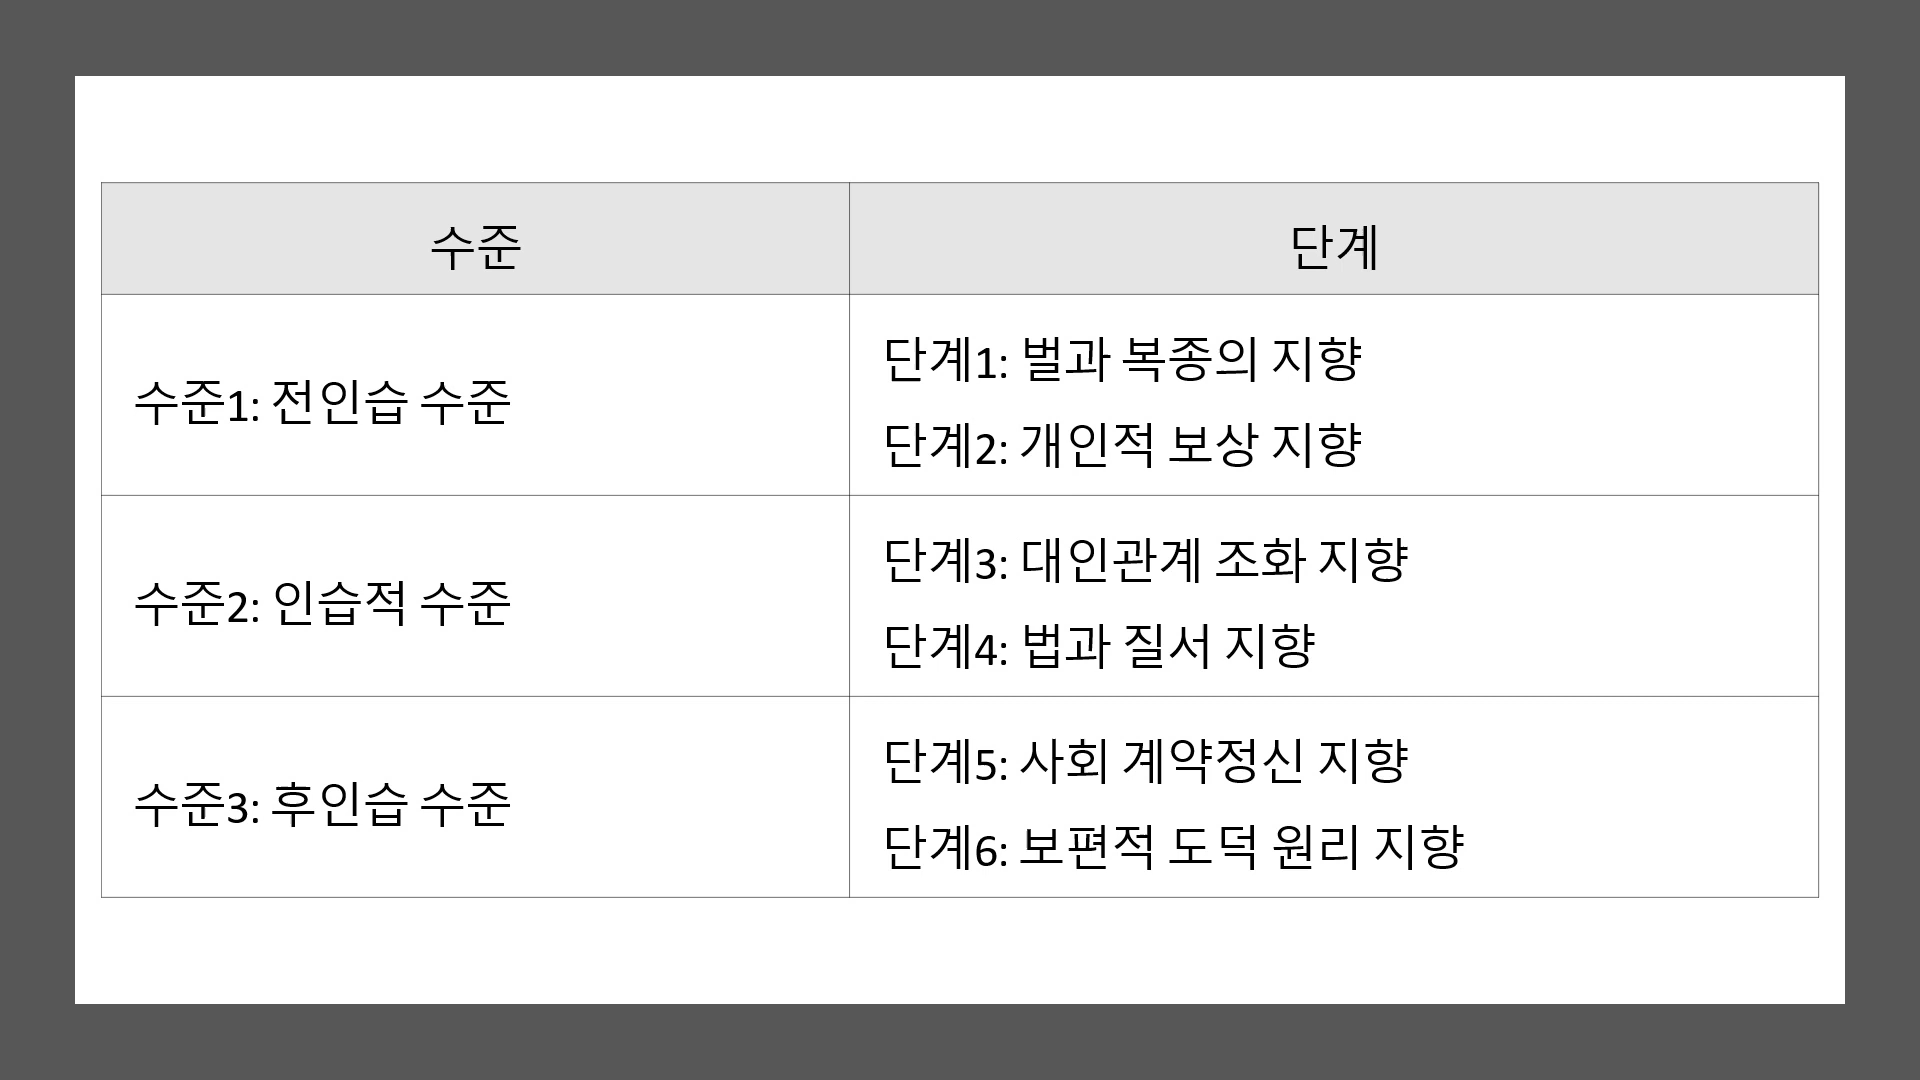 수준
단계
수준1: 전인습 수준
단계1: 벌과 복종의 지향
단계2: 개인적 보상 지향
수준2: 인습적 수준
단계3: 대인관계 조화 지향
단계4: 법과 질서 지향
수준3: 후인습 수준
단계5: 사회 계약정신 지향
단계6: 보편적 도덕 원리 지향